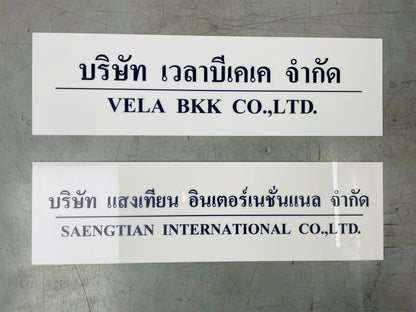 บริษัท เวลาบีเคเค จำกัด
VELA BKK CO.,LTD.
บริษัท แสงเทียน อินเตอร์เนชั่นแนล จำกัด
SAENGTIAN INTERNATIONAL CO.,LTD.